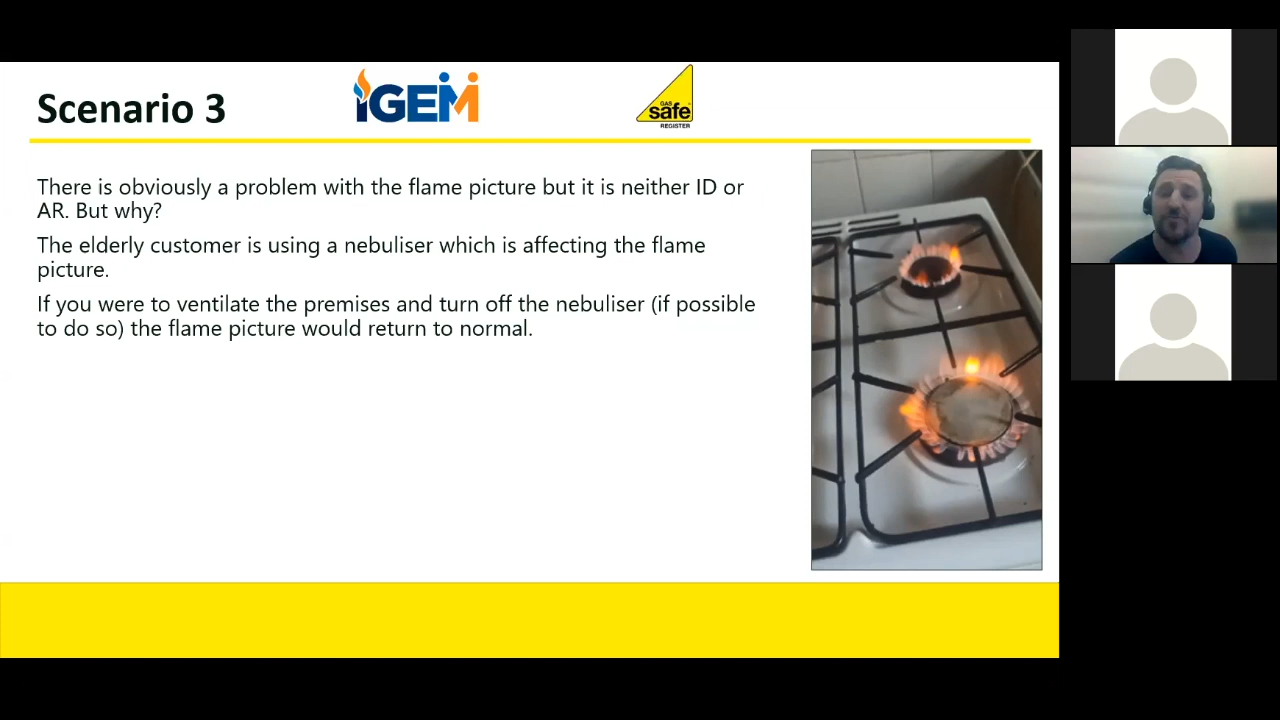 Scenario 3
iGEM
GAS
safe
REGISTER
There is obviously a problem with the flame picture but it is neither ID or
AR. But why?
The elderly customer is using a nebuliser which is affecting the flame
picture.
If you were to ventilate the premises and turn off the nebuliser (if possible
to do so) the flame picture would return to normal.